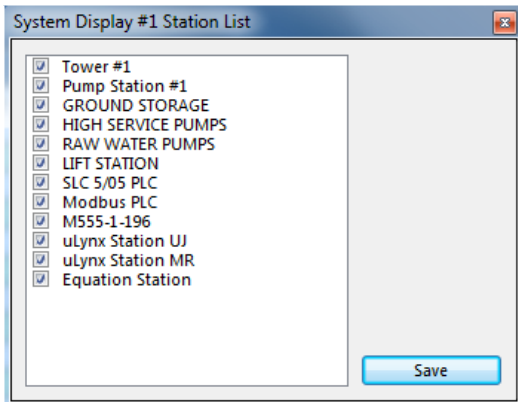 System Display #1 Station List
Tower #1
Pump Station #1
GROUND STORAGE
HIGH SERVICE PUMPS
RAW WATER PUMPS
LIFT STATION
SLC 5/05 PLC
Modbus PLC
M555-1-196
uLynx Station UJ
uLynx Station MR
Equation Station
Save